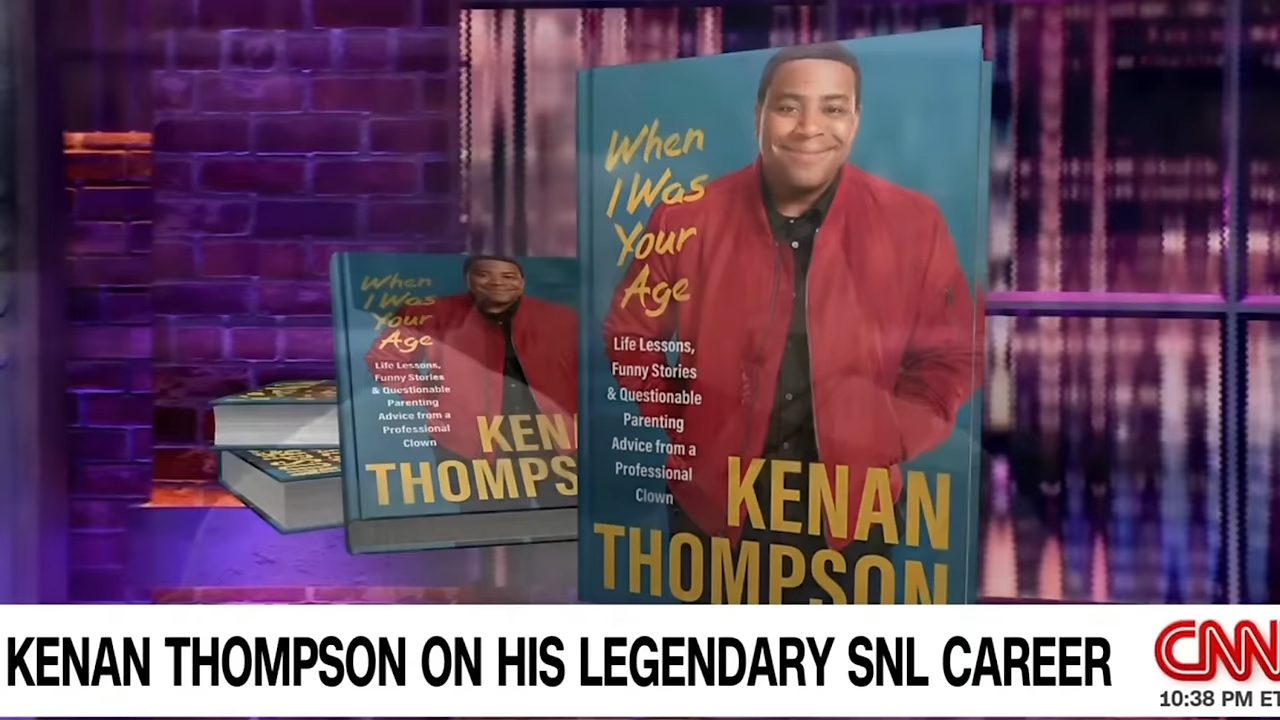 When
I Was
Your
Age
Life Lessons,
Funny Stories
& Questionable
Parenting
Advice from a
Professional
Clown
KEN
THOMPS
When
I Was
Your
Age
Life Lessons,
Funny Stories
& Questionable
Parenting
Advice from a
Professional
Clown
KENAN
THOMPSON
KENAN THOMPSON ON HIS LEGENDARY SNL CAREER
CNN
10:38 PM ET